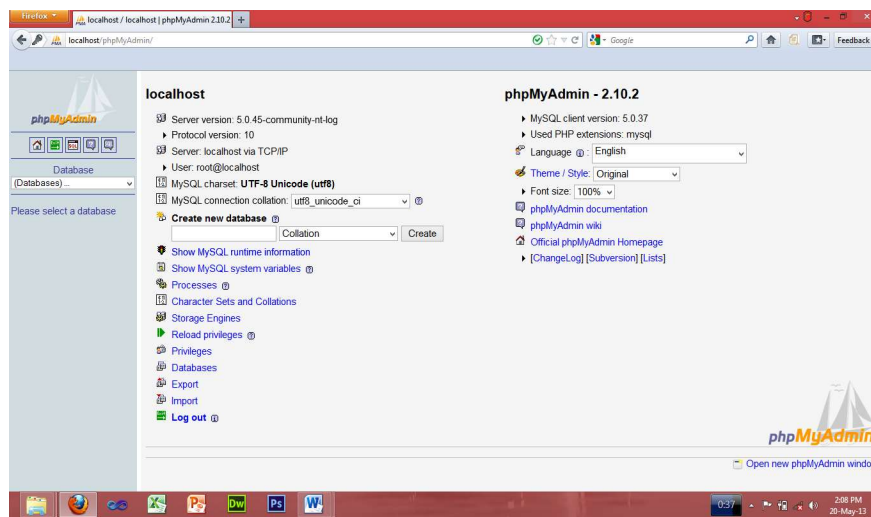 Firefox
localhost / localhost | phpMyAdmin 2.10.2
localhost/phpMyAdmin/
Google
Feedback
phpMyAdmin
Database
(Databases) ...
Please select a database
localhost
Server version: 5.0.45-community-nt-log
Protocol version: 10
Server: localhost via TCP/IP
User: root@localhost
MySQL charset: UTF-8 Unicode (utf8)
MySQL connection collation: utf8_unicode_ci
Create new database
Collation Create
Show MySQL runtime information
Show MySQL system variables
Processes
Character Sets and Collations
Storage Engines
Reload privileges
Privileges
Databases
Export
Import
Log out
phpMyAdmin - 2.10.2
MySQL client version: 5.0.37
Used PHP extensions: mysql
Language : English
Theme / Style: Original
Font size: 100%
phpMyAdmin documentation
phpMyAdmin wiki
Official phpMyAdmin Homepage
[ChangeLog] [Subversion] [Lists]
phpMyAdmin
Open new phpMyAdmin windo
Dw Ps W
0:37
2:08 PM
20-May-13